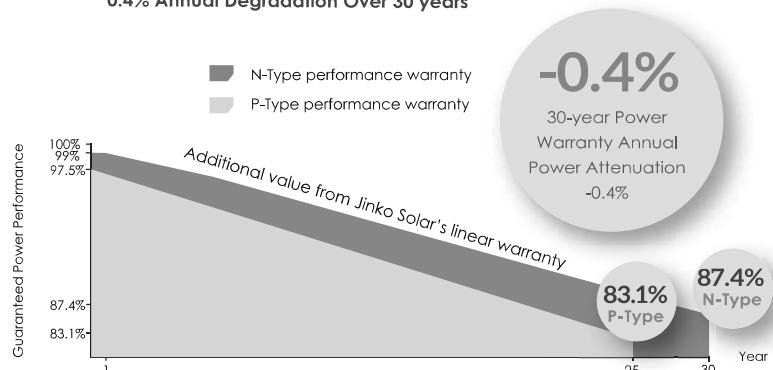 0.4% Annual Degradation Over 30 years
N-Type performance warranty
P-Type performance warranty
-0.4%
30-year Power
Warranty Annual
Power Attenuation
-0.4%
Guaranteed Power Performance
100%
99%
97.5%
87.4%
83.1%
Additional value from Jinko Solar's linear warranty
83.1%
P-Type
87.4%
N-Type
1
25
30
Year